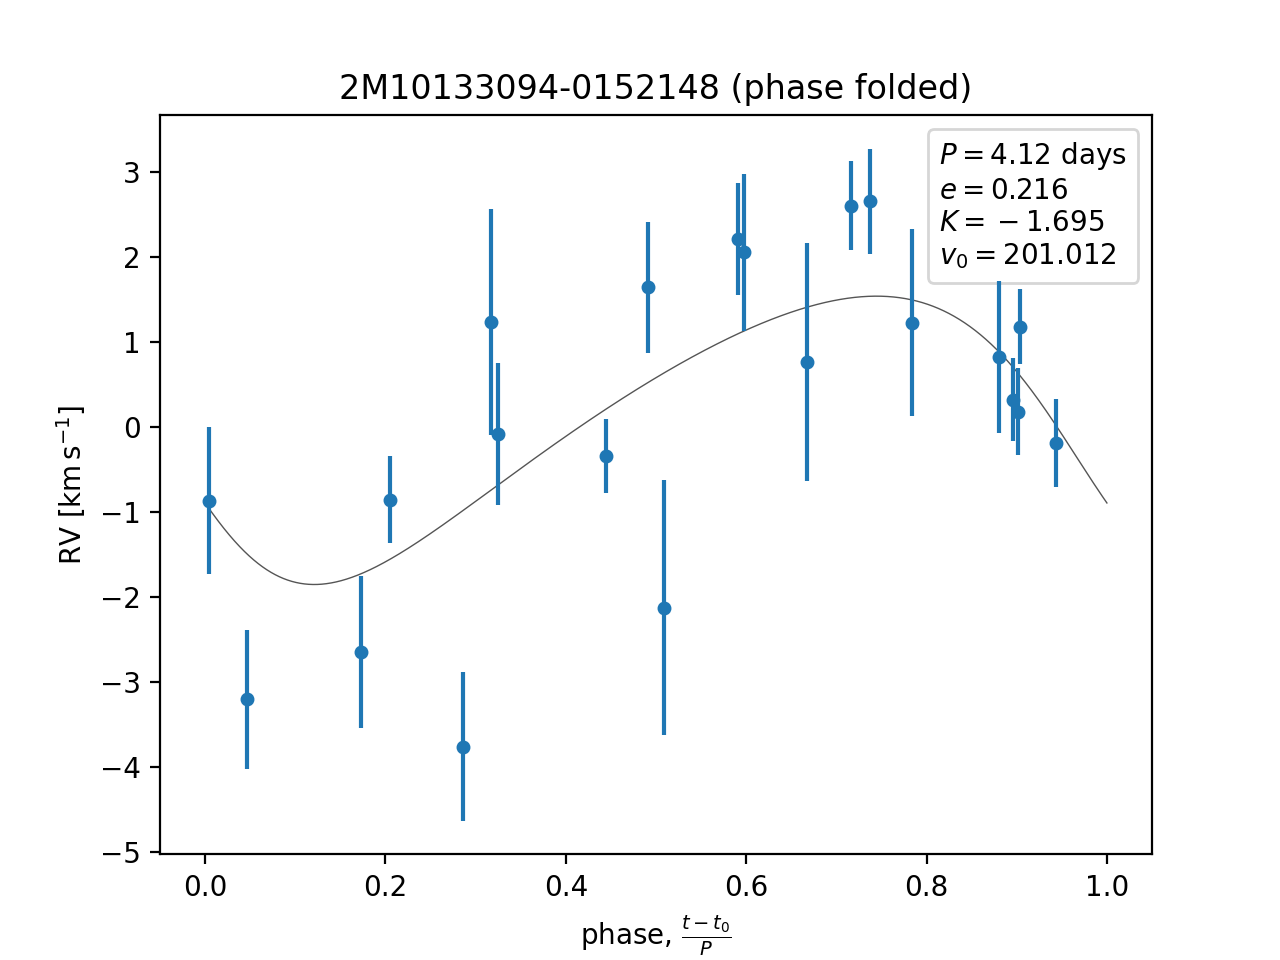 2M10133094-0152148 (phase folded)
P = 4.12 days
e = 0.216
K = −1.695
v₀ = 201.012
RV [km s⁻¹]
3
2
1
0
−1
−2
−3
−4
−5
0.0 0.2 0.4 0.6 0.8 1.0
phase, (t − t₀)/P